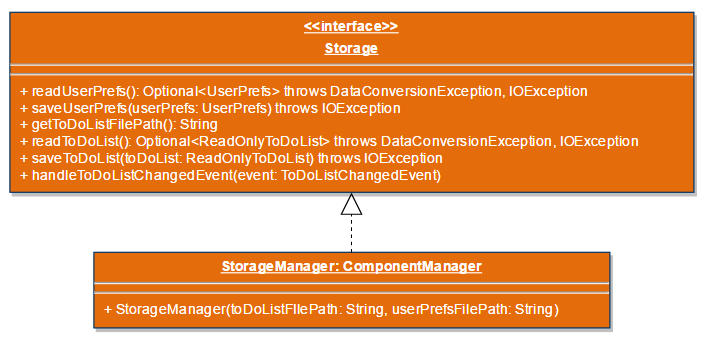 <<interface>>
Storage
+ readUserPrefs(): Optional<UserPrefs> throws DataConversionException, IOException
+ saveUserPrefs(userPrefs: UserPrefs) throws IOException
+ getToDoListFilePath(): String
+ readToDoList(): Optional<ReadOnlyToDoList> throws DataConversionException, IOException
+ saveToDoList(toDoList: ReadOnlyToDoList) throws IOException
+ handleToDoListChangedEvent(event: ToDoListChangedEvent)
StorageManager: ComponentManager
+ StorageManager(toDoListFIlePath: String, userPrefsFilePath: String)